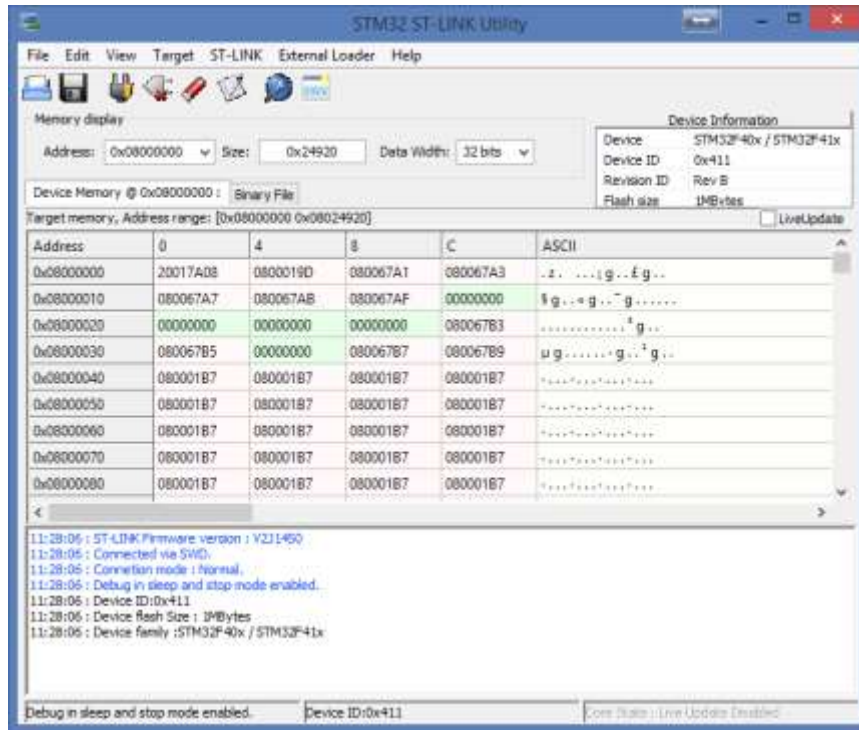 STM32 ST-LINK Utility
File Edit View Target ST-LINK External Loader Help
Memory display
Device Information
Address: 0x08000000 Size: 0x24920 Data Width: 32 bits
Device STM32F40x / STM32F41x
Device ID 0x411
Revision ID Rev B
Flash size 1MBytes
Device Memory @ 0x08000000 : Binary File
Target memory, Address range: [0x08000000 0x08024920] LiveUpdate
Address 0 4 8 C ASCII
0x08000000 20017A08 0800019D 080067A1 080067A3
0x08000010 080067A7 080067AB 080067AF 00000000
0x08000020 00000000 00000000 00000000 080067B3
0x08000030 080067B5 00000000 080067B7 080067B9
0x08000040 080001B7 080001B7 080001B7 080001B7
0x08000050 080001B7 080001B7 080001B7 080001B7
0x08000060 080001B7 080001B7 080001B7 080001B7
0x08000070 080001B7 080001B7 080001B7 080001B7
0x08000080 080001B7 080001B7 080001B7 080001B7
11:28:06 : ST-LINK Firmware version : V2J14S0
11:28:06 : Connected via SWD.
11:28:06 : Connetion mode : Normal.
11:28:06 : Debug in sleep and stop mode enabled.
11:28:06 : Device ID:0x411
11:28:06 : Device flash Size : 1MBytes
11:28:06 : Device family :STM32F40x / STM32F41x
Debug in sleep and stop mode enabled. Device ID:0x411 Core State : Live Update Disabled